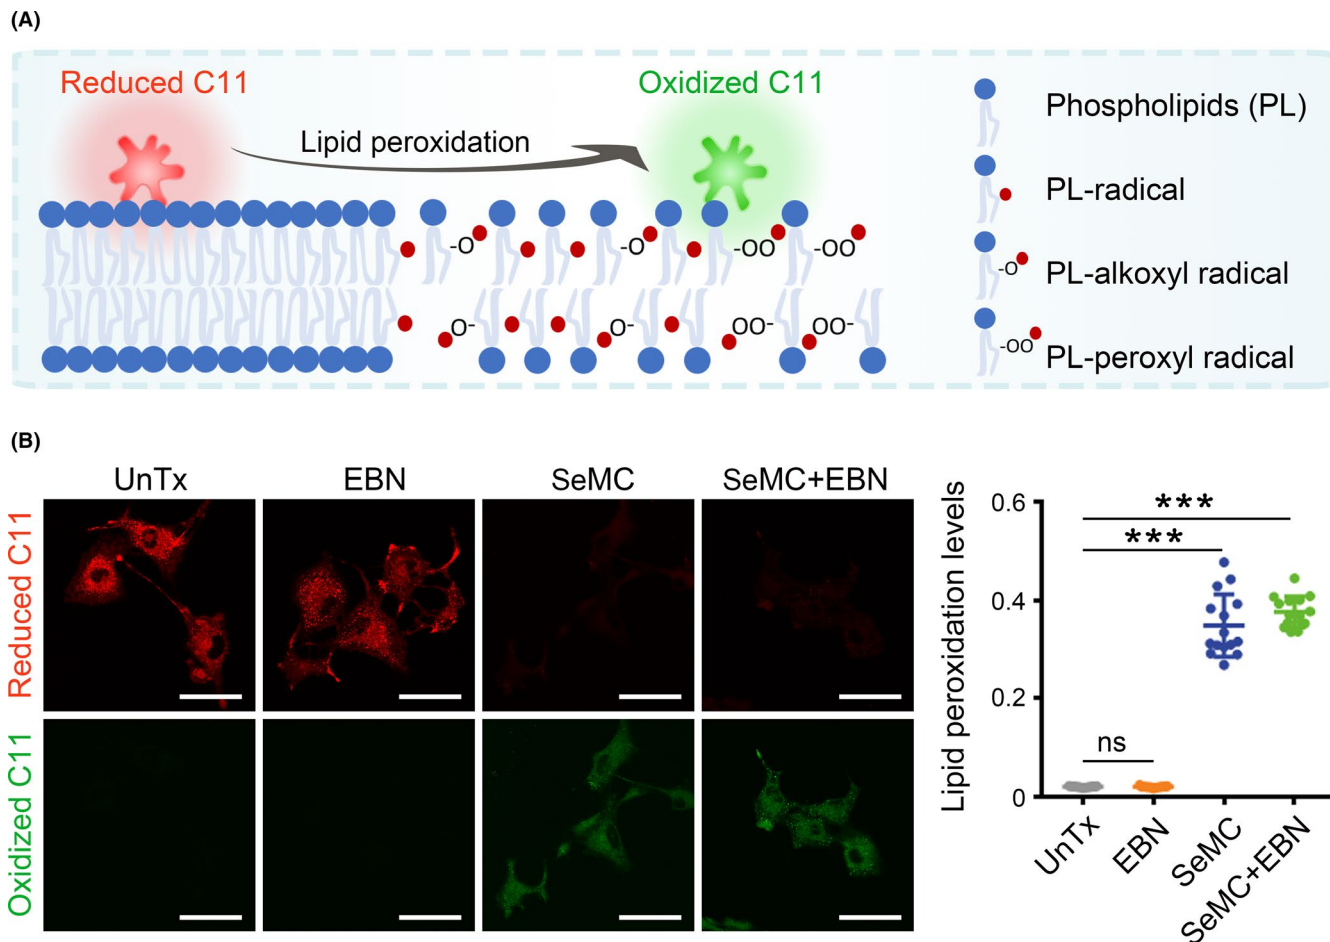 (A)
Reduced C11
Oxidized C11
Lipid peroxidation
Phospholipids (PL)
PL-radical
-O
PL-alkoxyl radical
-OO
PL-peroxyl radical
-O
-O
-OO
-OO
O-
O-
OO-
OO-
(B)
UnTx
EBN
SeMC
SeMC+EBN
Reduced C11
Oxidized C11
Lipid peroxidation levels
0.6
0.4
0.2
0
***
***
ns
UnTx
EBN
SeMC
SeMC+EBN